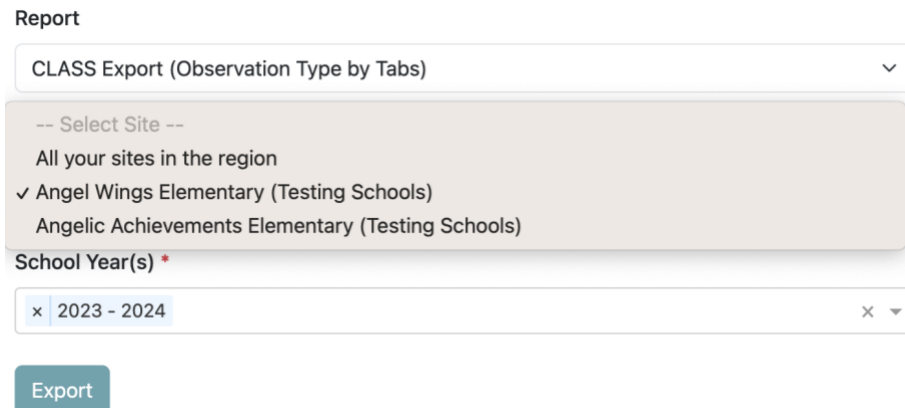 Report
CLASS Export (Observation Type by Tabs)
-- Select Site --
All your sites in the region
✓ Angel Wings Elementary (Testing Schools)
Angelic Achievements Elementary (Testing Schools)
School Year(s) *
× 2023 - 2024 ×
Export